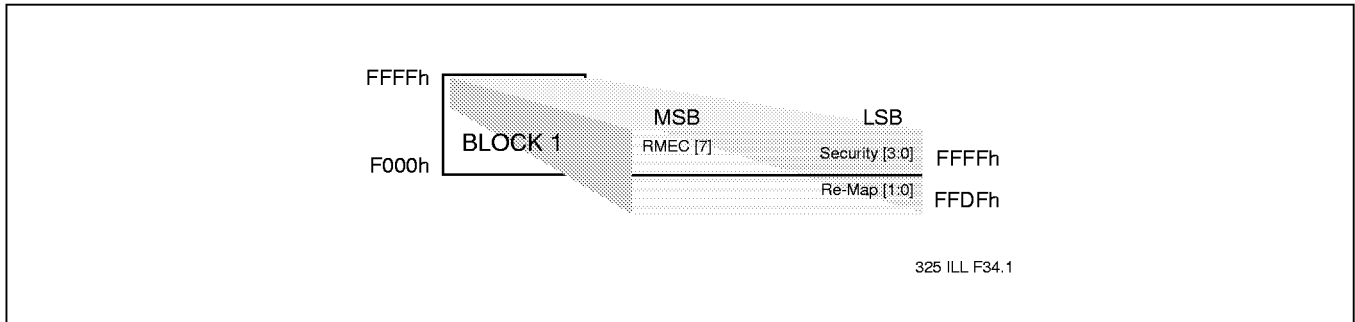 FFFFh
MSB LSB
BLOCK 1 RMEC [7] Security [3:0] FFFFh
F000h
Re-Map [1:0] FFDFh
325 ILL F34.1